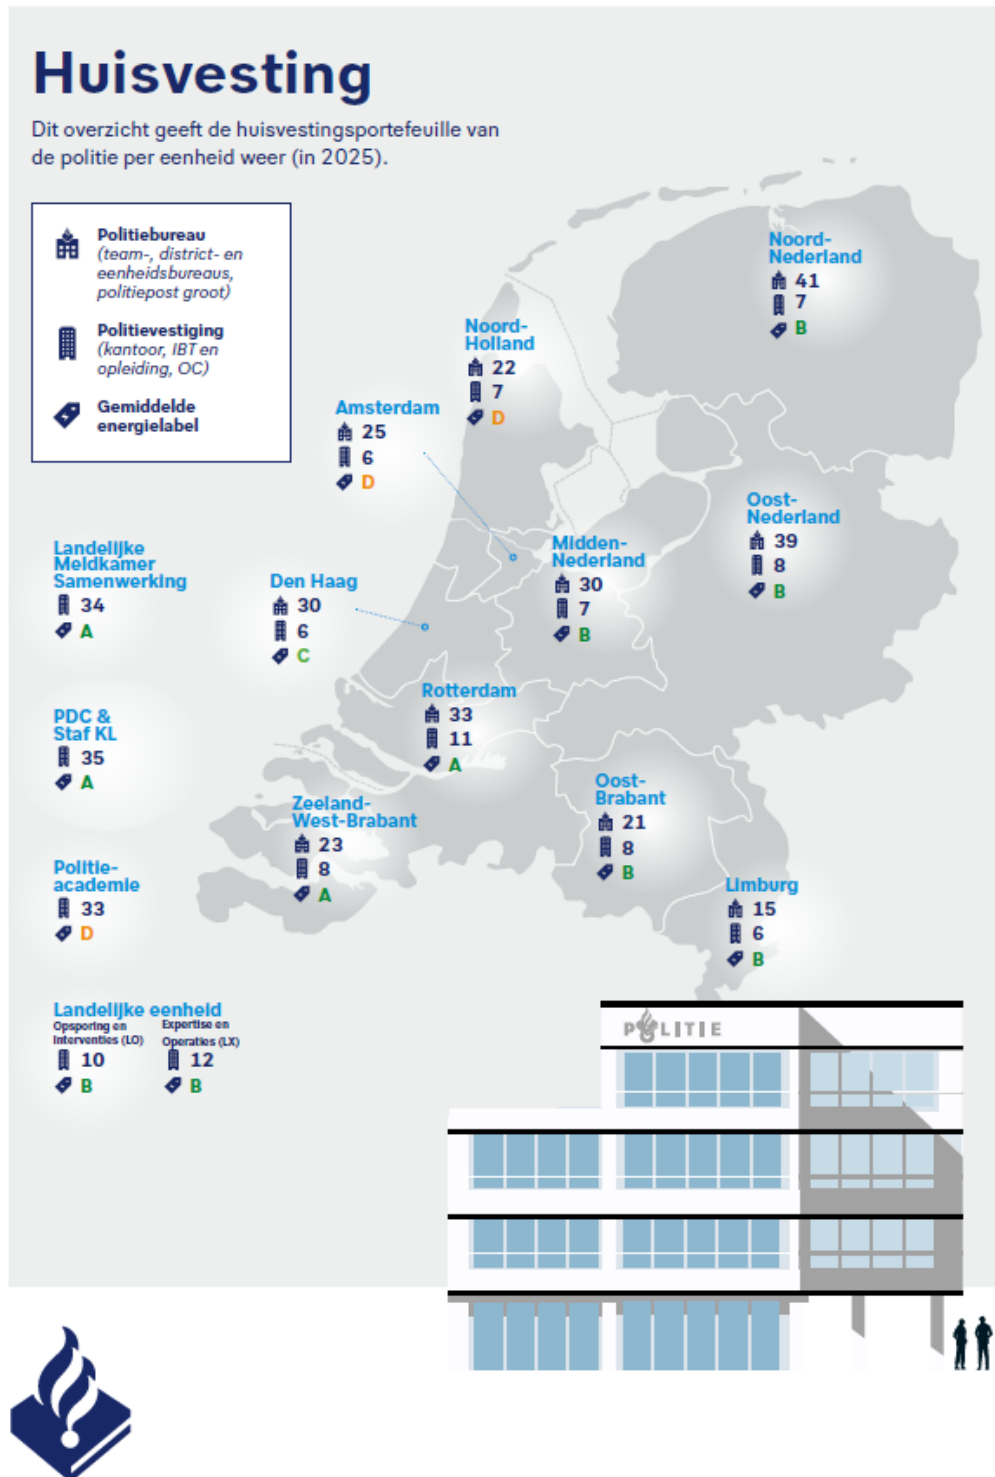 Huisvesting
Dit overzicht geeft de huisvestingsportefeuille van
de politie per eenheid weer (in 2025).
Politiebureau
(team-, district- en
eenheidsbureaus,
politiepost groot)
Politievestiging
(kantoor, IBT en
opleiding, OC)
Gemiddelde
energielabel
Noord-
Nederland
41
7
B
Noord-
Holland
22
7
D
Amsterdam
25
6
D
Oost-
Nederland
39
8
B
Midden-
Nederland
30
7
B
Landelijke
Meldkamer
Samenwerking
34
A
Den Haag
30
6
C
Rotterdam
33
11
A
PDC &
Staf KL
35
A
Oost-
Brabant
21
8
B
Zeeland-
West-Brabant
23
8
A
Politie-
academie
33
D
Limburg
15
6
B
Landelijke eenheid
Opsporing en
Interventies (LO)
10
B
Expertise en
Operaties (LX)
12
B
POLITIE